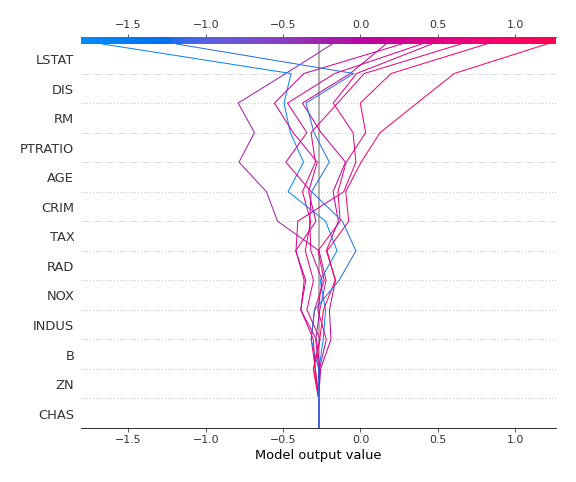 −1.5 −1.0 −0.5 0.0 0.5 1.0
LSTAT
DIS
RM
PTRATIO
AGE
CRIM
TAX
RAD
NOX
INDUS
B
ZN
CHAS
−1.5 −1.0 −0.5 0.0 0.5 1.0
Model output value